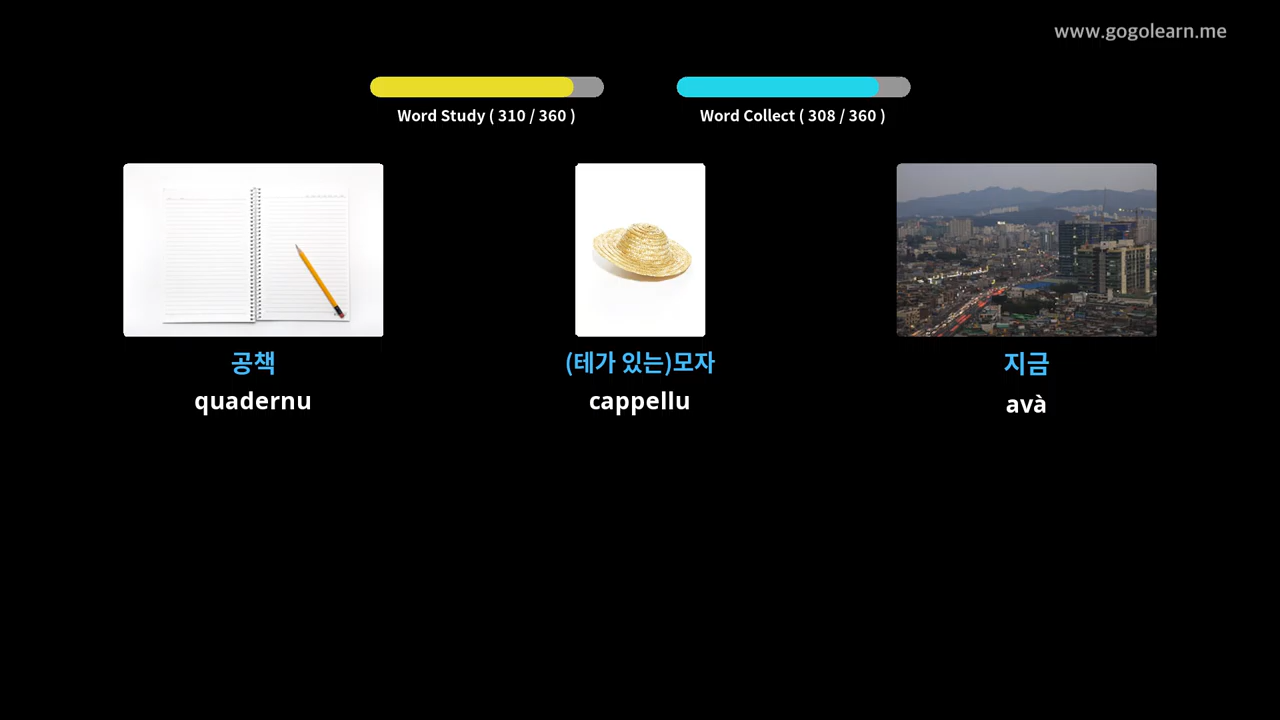 www.gogolearn.me
Word Study ( 310 / 360 )
Word Collect ( 308 / 360 )
공책
(테가 있는)모자
지금
quadernu
cappellu
avà